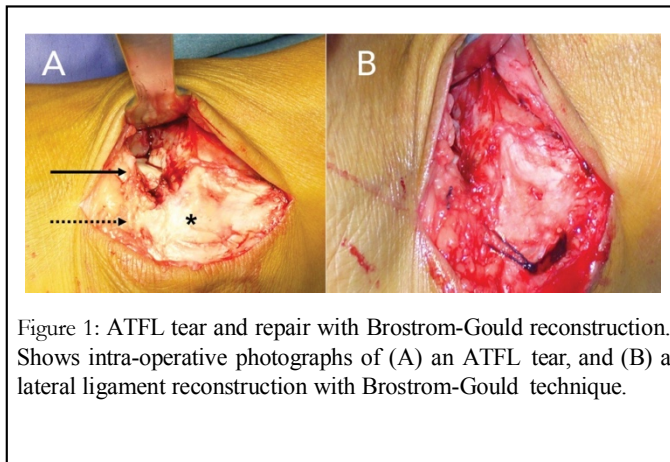 A
B
*
Figure 1: ATFL tear and repair with Brostrom-Gould reconstruction.
Shows intra-operative photographs of (A) an ATFL tear, and (B) a
lateral ligament reconstruction with Brostrom-Gould technique.